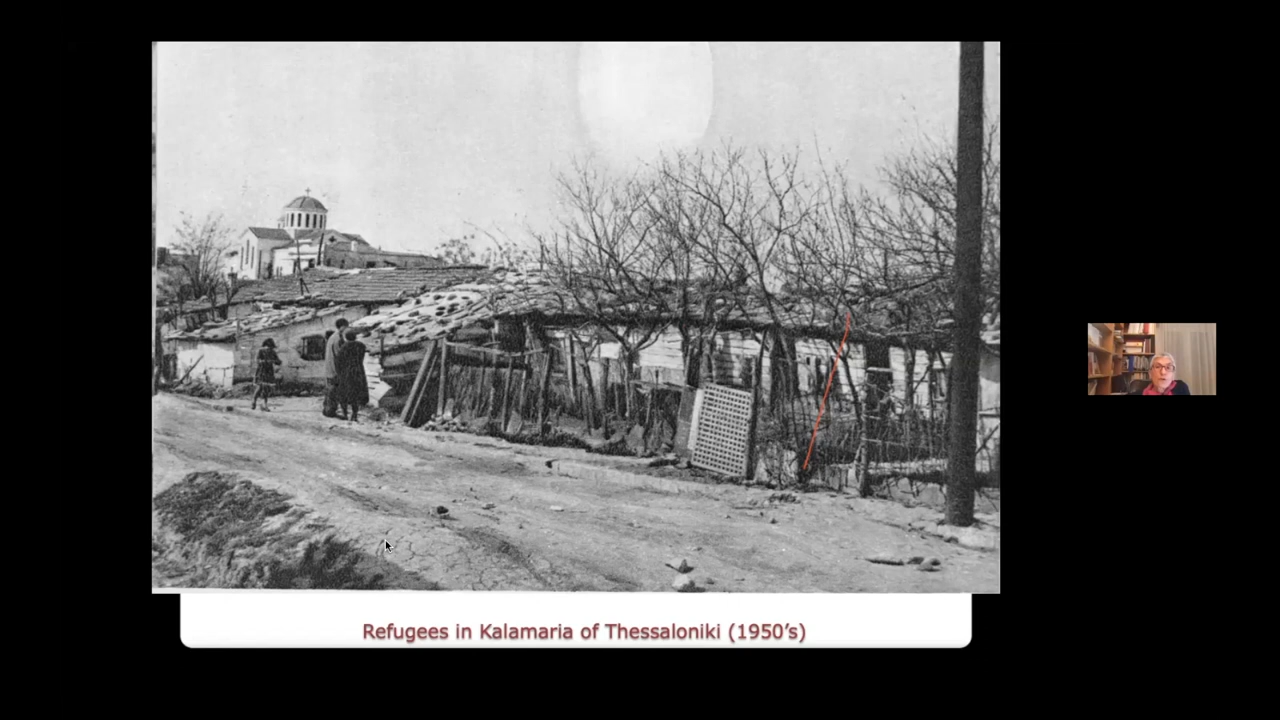 Refugees in Kalamaria of Thessaloniki (1950’s)